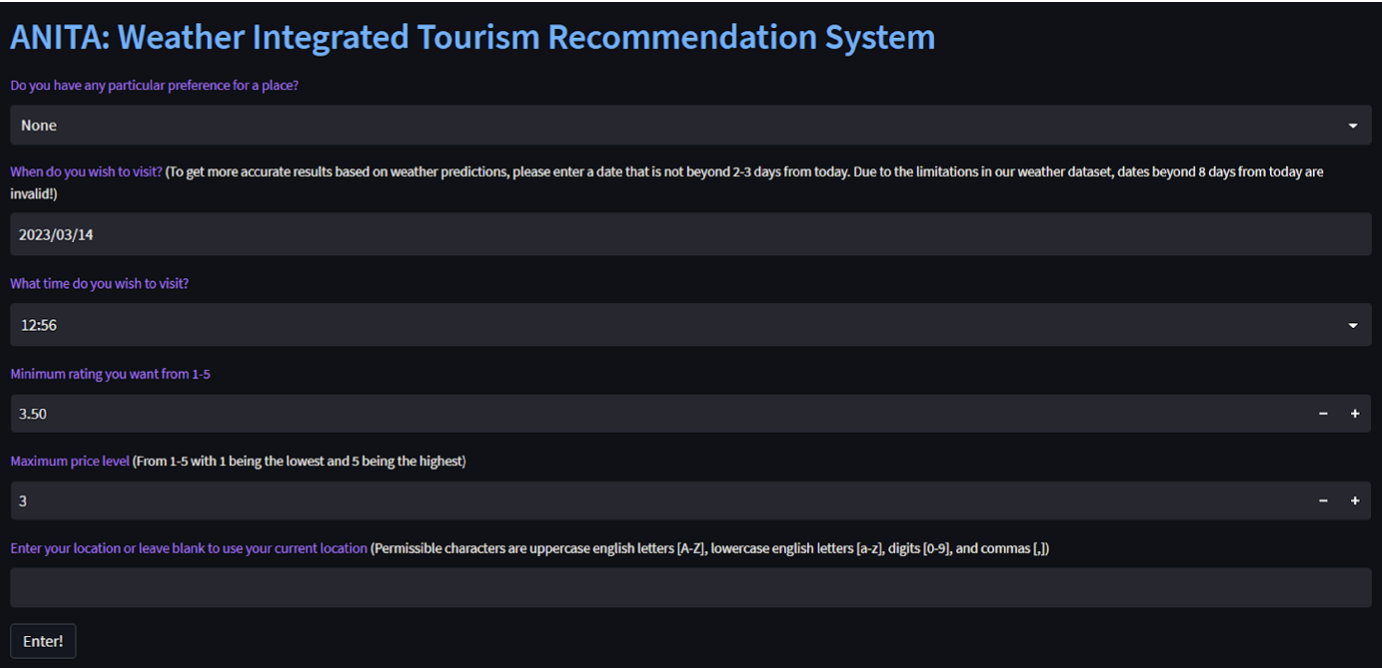 ANITA: Weather Integrated Tourism Recommendation System
Do you have any particular preference for a place?
None
When do you wish to visit? (To get more accurate results based on weather predictions, please enter a date that is not beyond 2-3 days from today. Due to the limitations in our weather dataset, dates beyond 8 days from today are
invalid!)
2023/03/14
What time do you wish to visit?
12:56
Minimum rating you want from 1-5
3.50 − +
Maximum price level (From 1-5 with 1 being the lowest and 5 being the highest)
3 − +
Enter your location or leave blank to use your current location (Permissible characters are uppercase english letters [A-Z], lowercase english letters [a-z], digits [0-9], and commas [,])
Enter!